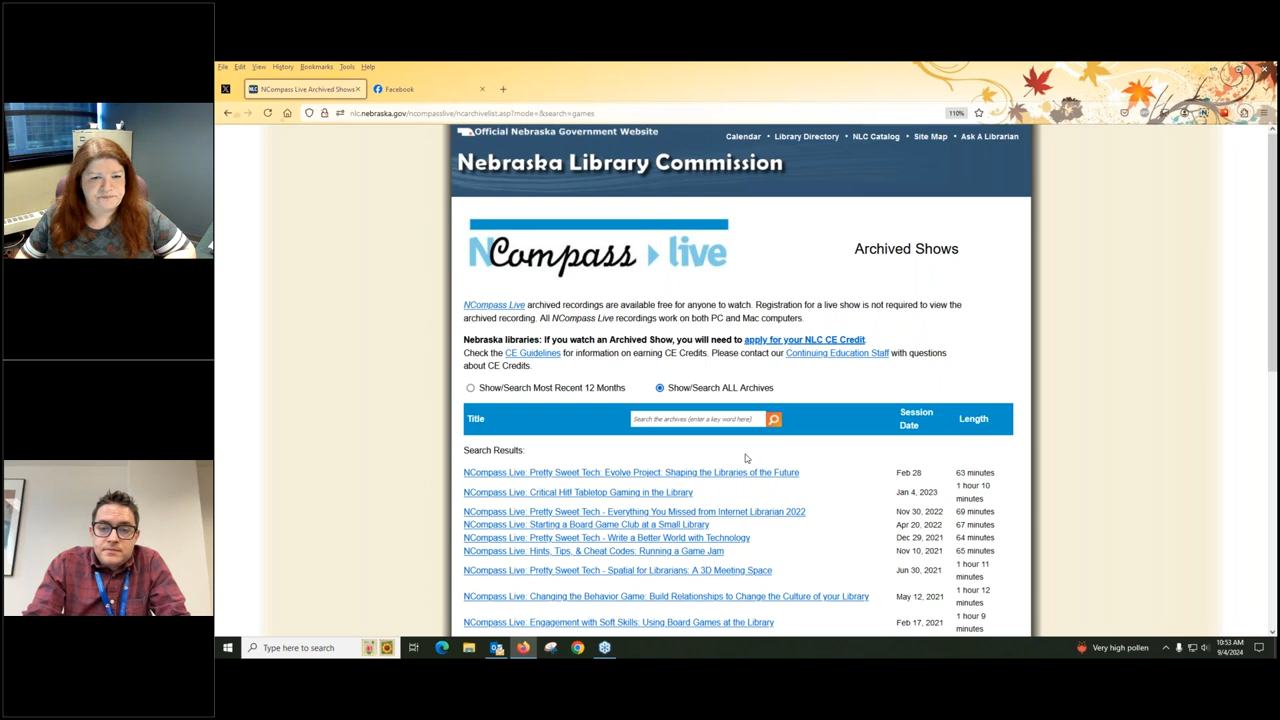 File Edit View History Bookmarks Tools Help
NCompass Live Archived Shows
Facebook
nlc.nebraska.gov/ncompasslive/ncarchivelist.asp?mode=&search=games
110%
Official Nebraska Government Website
Calendar • Library Directory • NLC Catalog • Site Map • Ask A Librarian
Nebraska Library Commission
NCompass live
Archived Shows
NCompass Live archived recordings are available free for anyone to watch. Registration for a live show is not required to view the
archived recording. All NCompass Live recordings work on both PC and Mac computers.
Nebraska libraries: If you watch an Archived Show, you will need to apply for your NLC CE Credit.
Check the CE Guidelines for information on earning CE Credits. Please contact our Continuing Education Staff with questions
about CE Credits.
Show/Search Most Recent 12 Months Show/Search ALL Archives
Title Search the archives (enter a key word here) Session Date Length
Search Results:
NCompass Live: Pretty Sweet Tech: Evolve Project: Shaping the Libraries of the Future Feb 28 63 minutes
NCompass Live: Critical Hit! Tabletop Gaming in the Library Jan 4, 2023 1 hour 10 minutes
NCompass Live: Pretty Sweet Tech - Everything You Missed from Internet Librarian 2022 Nov 30, 2022 69 minutes
NCompass Live: Starting a Board Game Club at a Small Library Apr 20, 2022 67 minutes
NCompass Live: Pretty Sweet Tech - Write a Better World with Technology Dec 29, 2021 64 minutes
NCompass Live: Hints, Tips, & Cheat Codes: Running a Game Jam Nov 10, 2021 65 minutes
NCompass Live: Pretty Sweet Tech - Spatial for Librarians: A 3D Meeting Space Jun 30, 2021 1 hour 11 minutes
NCompass Live: Changing the Behavior Game: Build Relationships to Change the Culture of your Library May 12, 2021 1 hour 12 minutes
NCompass Live: Engagement with Soft Skills: Using Board Games at the Library Feb 17, 2021 1 hour 9 minutes
Type here to search
Very high pollen
10:53 AM
9/4/2024